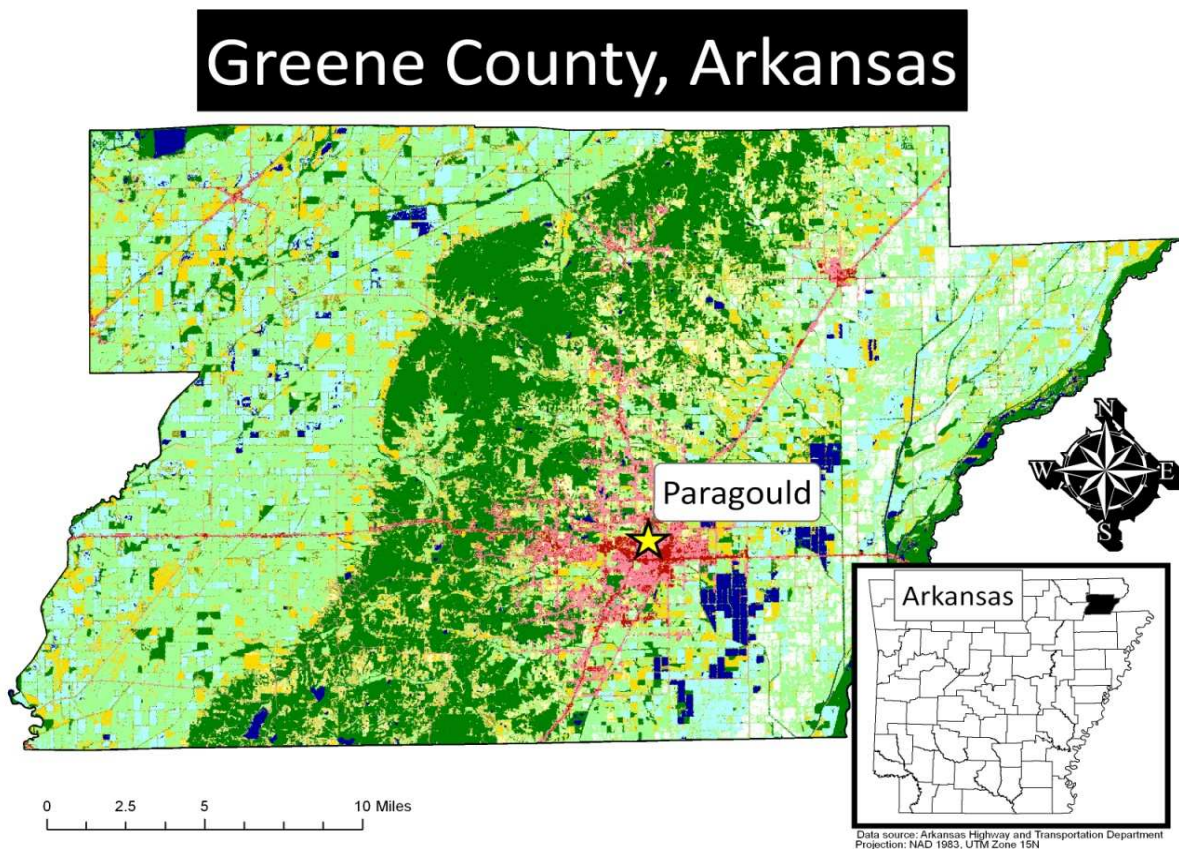 Greene County, Arkansas
Paragould
N
W E
S
Arkansas
0 2.5 5 10 Miles
Data source: Arkansas Highway and Transportation Department
Projection: NAD 1983, UTM Zone 15N